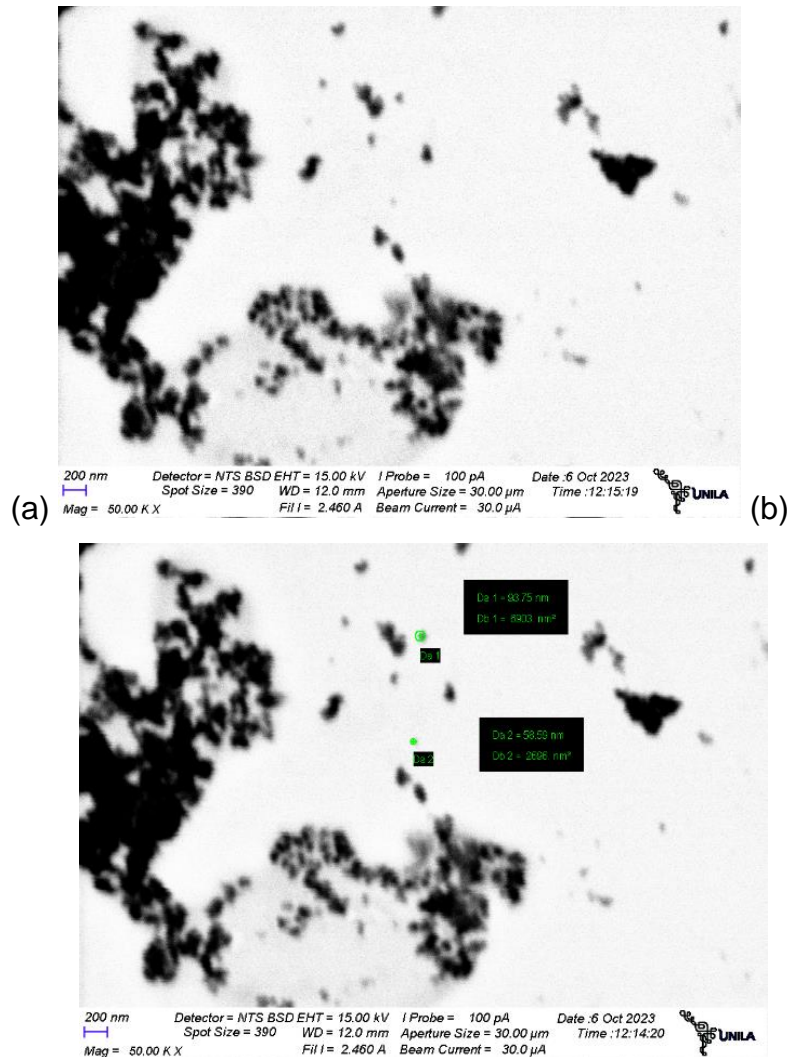 200 nm Detector = NTS BSD EHT = 15.00 kV I Probe = 100 pA Date :6 Oct 2023
Spot Size = 390 WD = 12.0 mm Aperture Size = 30.00 µm Time :12:15:19
Mag = 50.00 K X Fil I = 2.460 A Beam Current = 30.0 µA
UNILA
(a)
(b)
Da 1 = 93.75 nm
Db 1 = 6903. nm²
Da 1
Da 2 = 58.59 nm
Db 2 = 2696. nm²
Da 2
200 nm Detector = NTS BSD EHT = 15.00 kV I Probe = 100 pA Date :6 Oct 2023
Spot Size = 390 WD = 12.0 mm Aperture Size = 30.00 µm Time :12:14:20
Mag = 50.00 K X Fil I = 2.460 A Beam Current = 30.0 µA
UNILA